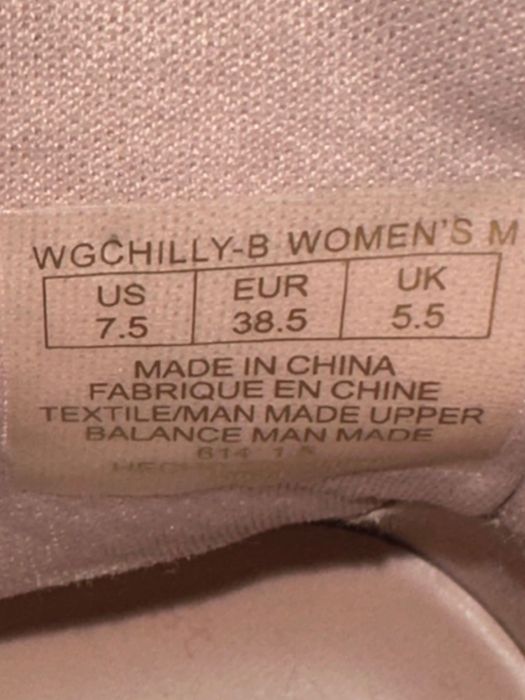 WGCHILLY-B WOMEN'S M
US EUR UK
7.5 38.5 5.5
MADE IN CHINA
FABRIQUE EN CHINE
TEXTILE/MAN MADE UPPER
BALANCE MAN MADE